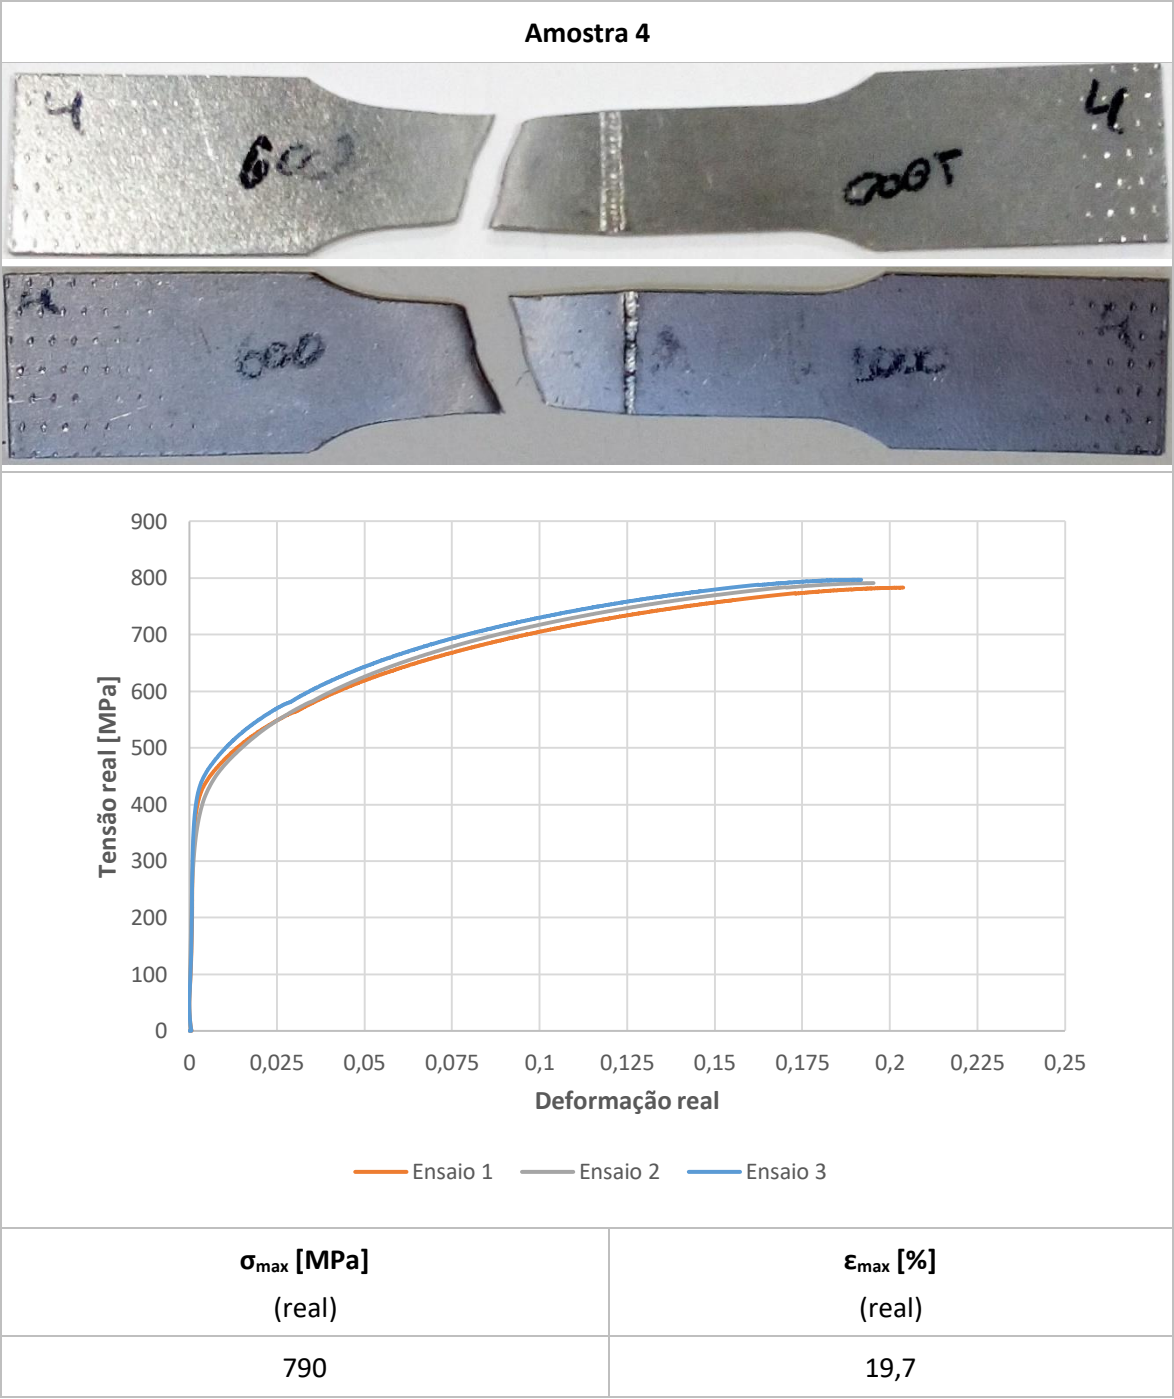 Amostra 4
4 600 4
600
900
800
700
600
500
400
300
200
100
0
Tensão real [MPa]
0 0,025 0,05 0,075 0,1 0,125 0,15 0,175 0,2 0,225 0,25
Deformação real
Ensaio 1 Ensaio 2 Ensaio 3
σmax [MPa] εmax [%]
(real) (real)
790 19,7